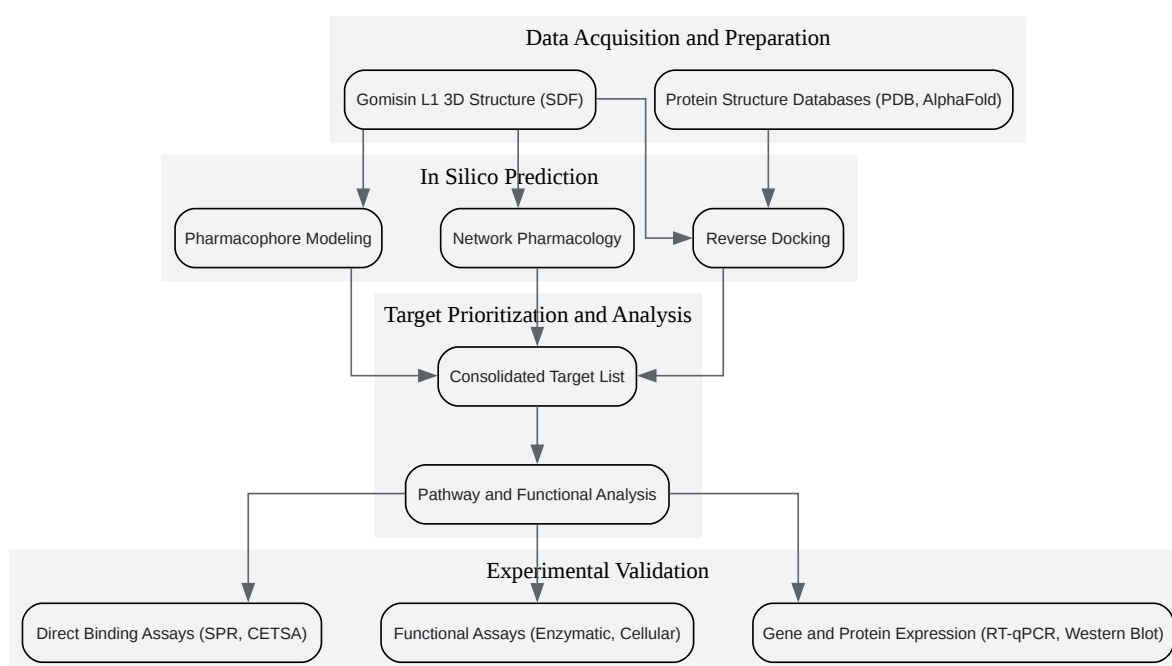 Data Acquisition and Preparation
Gomisin L1 3D Structure (SDF)
Protein Structure Databases (PDB, AlphaFold)
In Silico Prediction
Pharmacophore Modeling
Network Pharmacology
Reverse Docking
Target Prioritization and Analysis
Consolidated Target List
Pathway and Functional Analysis
Experimental Validation
Direct Binding Assays (SPR, CETSA)
Functional Assays (Enzymatic, Cellular)
Gene and Protein Expression (RT-qPCR, Western Blot)